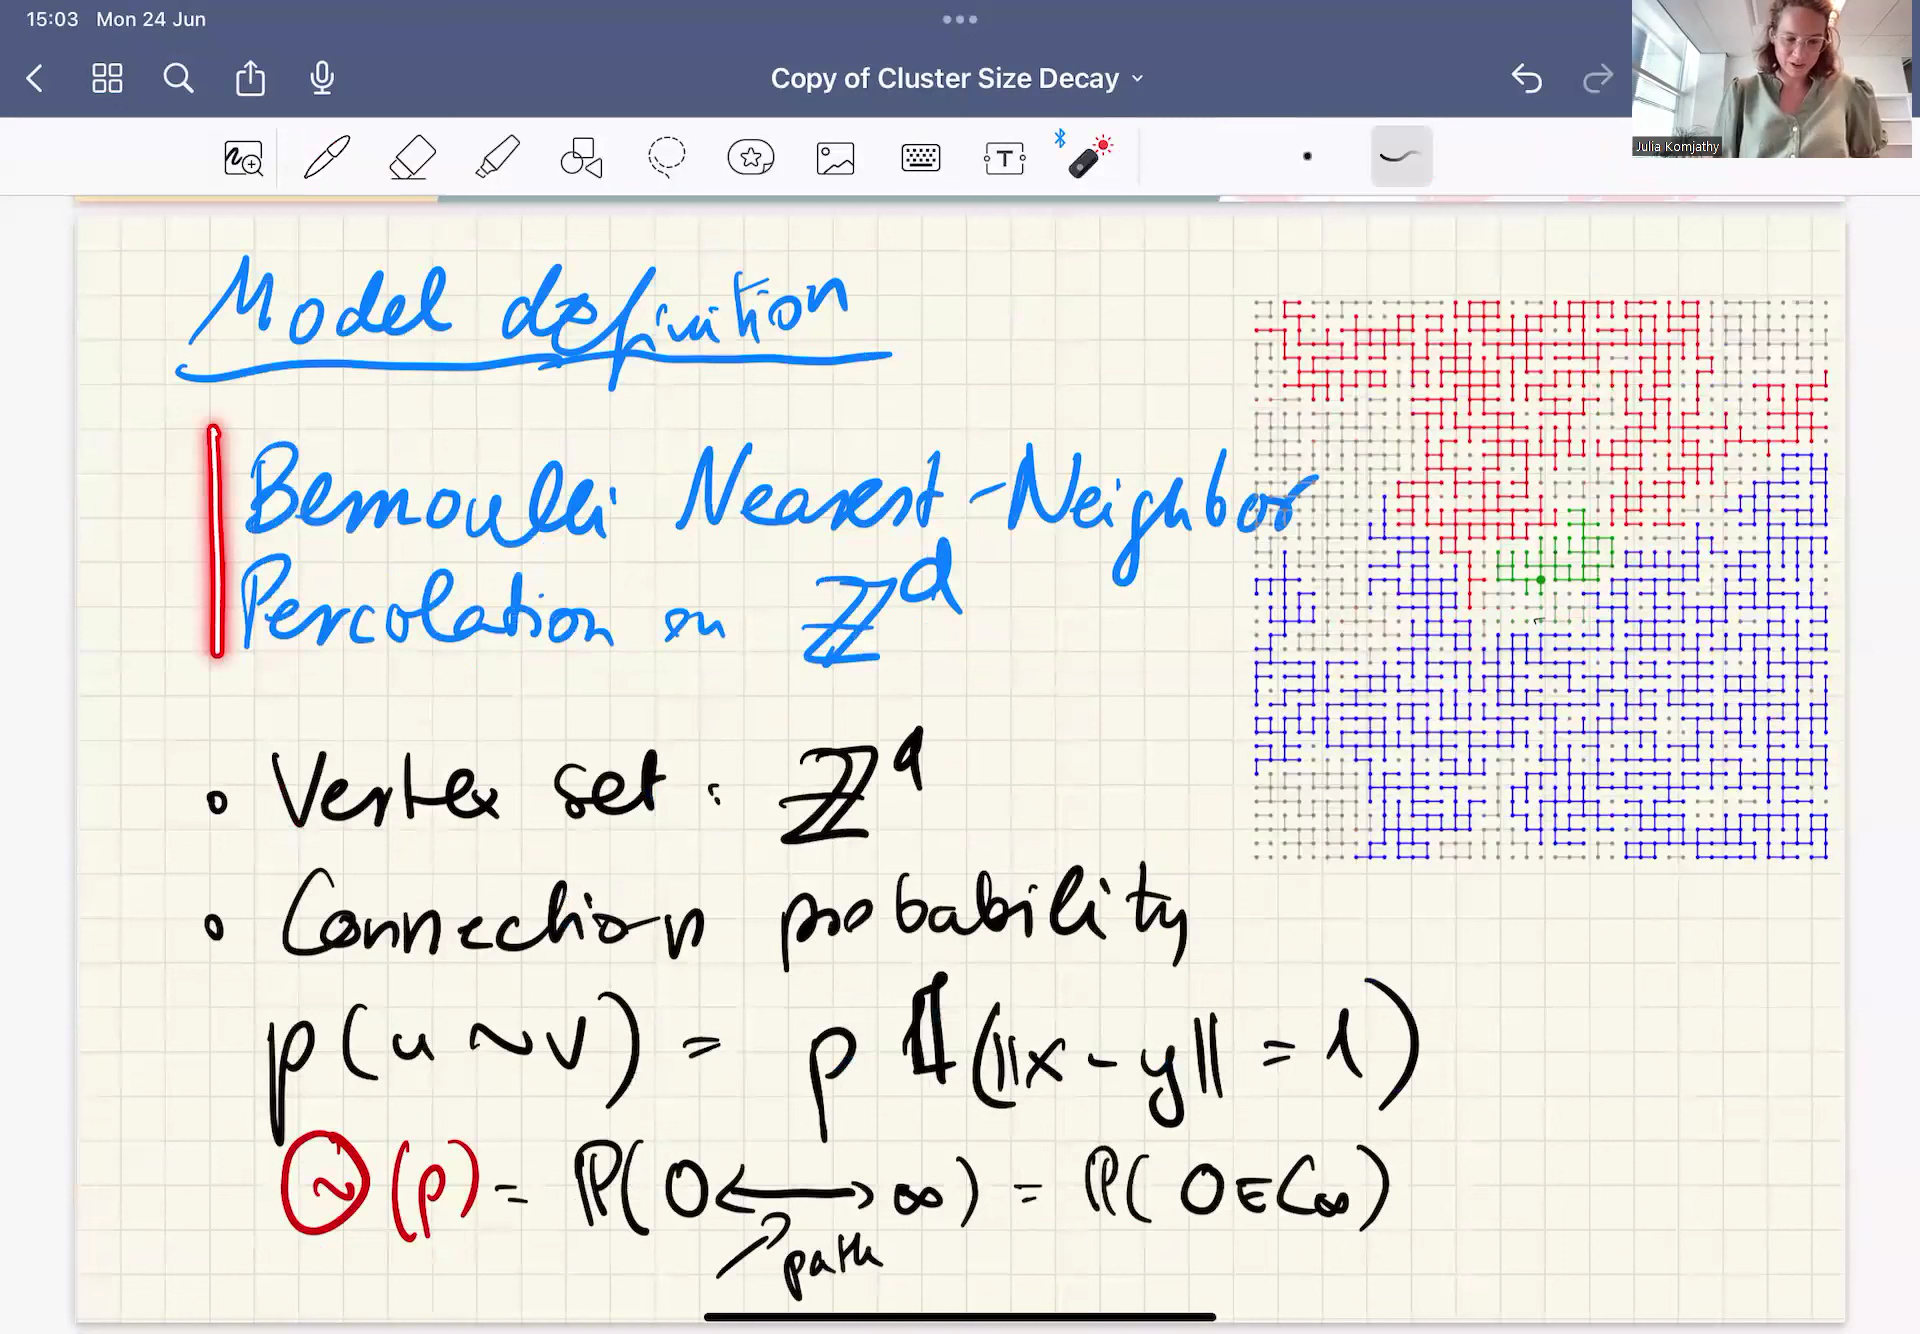 15:03 Mon 24 Jun
Copy of Cluster Size Decay
Julia Komjathy
T
Model definition
Bernoulli Nearest-Neighbor
Percolation on ℤ^d
• Vertex set: ℤ^d
• Connection probability
p(u ~ v) = p 𝟙(||x - y|| = 1)
Θ(p) = ℙ(0 ⟷ ∞) = ℙ(0 ∈ C∞)
path